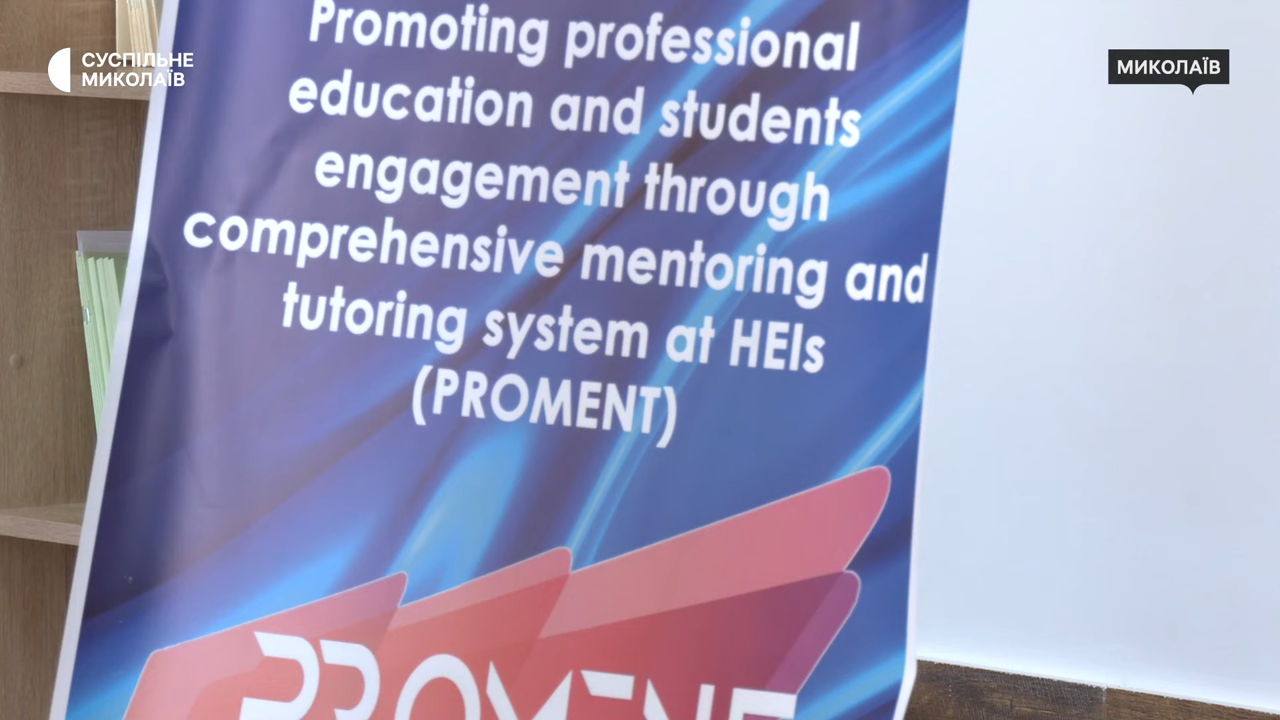 СУСПІЛЬНЕ
МИКОЛАЇВ
МИКОЛАЇВ
Promoting professional
education and students
engagement through
comprehensive mentoring and
tutoring system at HEIs
(PROMENT)
PROMENT